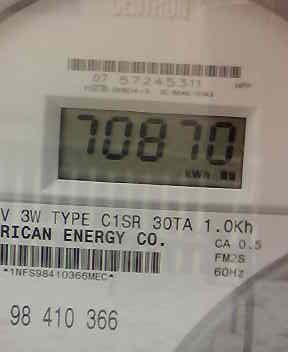 CENTRON
07 57245311
70870
kWh
V 3W TYPE C1SR 30TA 1.0Kh
RICAN ENERGY CO.
CA 0.5
FM2S
60Hz
*1NFS98410366MEC*
98 410 366